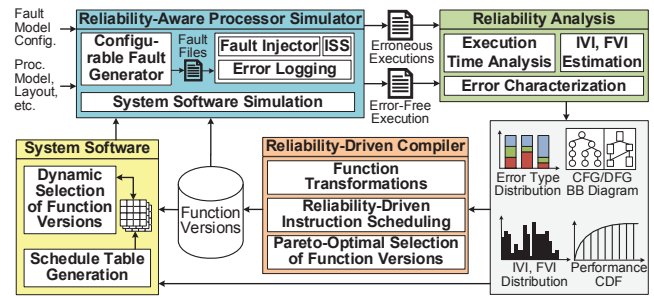 Fault
Model
Config.
Proc.
Model,
Layout,
etc.
Reliability-Aware Processor Simulator
Configu-
rable Fault
Generator
Fault
Files
Fault Injector
ISS
Error Logging
System Software Simulation
Erroneous
Executions
Error-Free
Execution
Reliability Analysis
Execution
Time Analysis
IVI, FVI
Estimation
Error Characterization
System Software
Dynamic
Selection
of Function
Versions
Schedule Table
Generation
Function
Versions
Reliability-Driven Compiler
Function
Transformations
Reliability-Driven
Instruction Scheduling
Pareto-Optimal Selection
of Function Versions
Error Type
Distribution
CFG/DFG
BB Diagram
IVI, FVI
Distribution
Performance
CDF